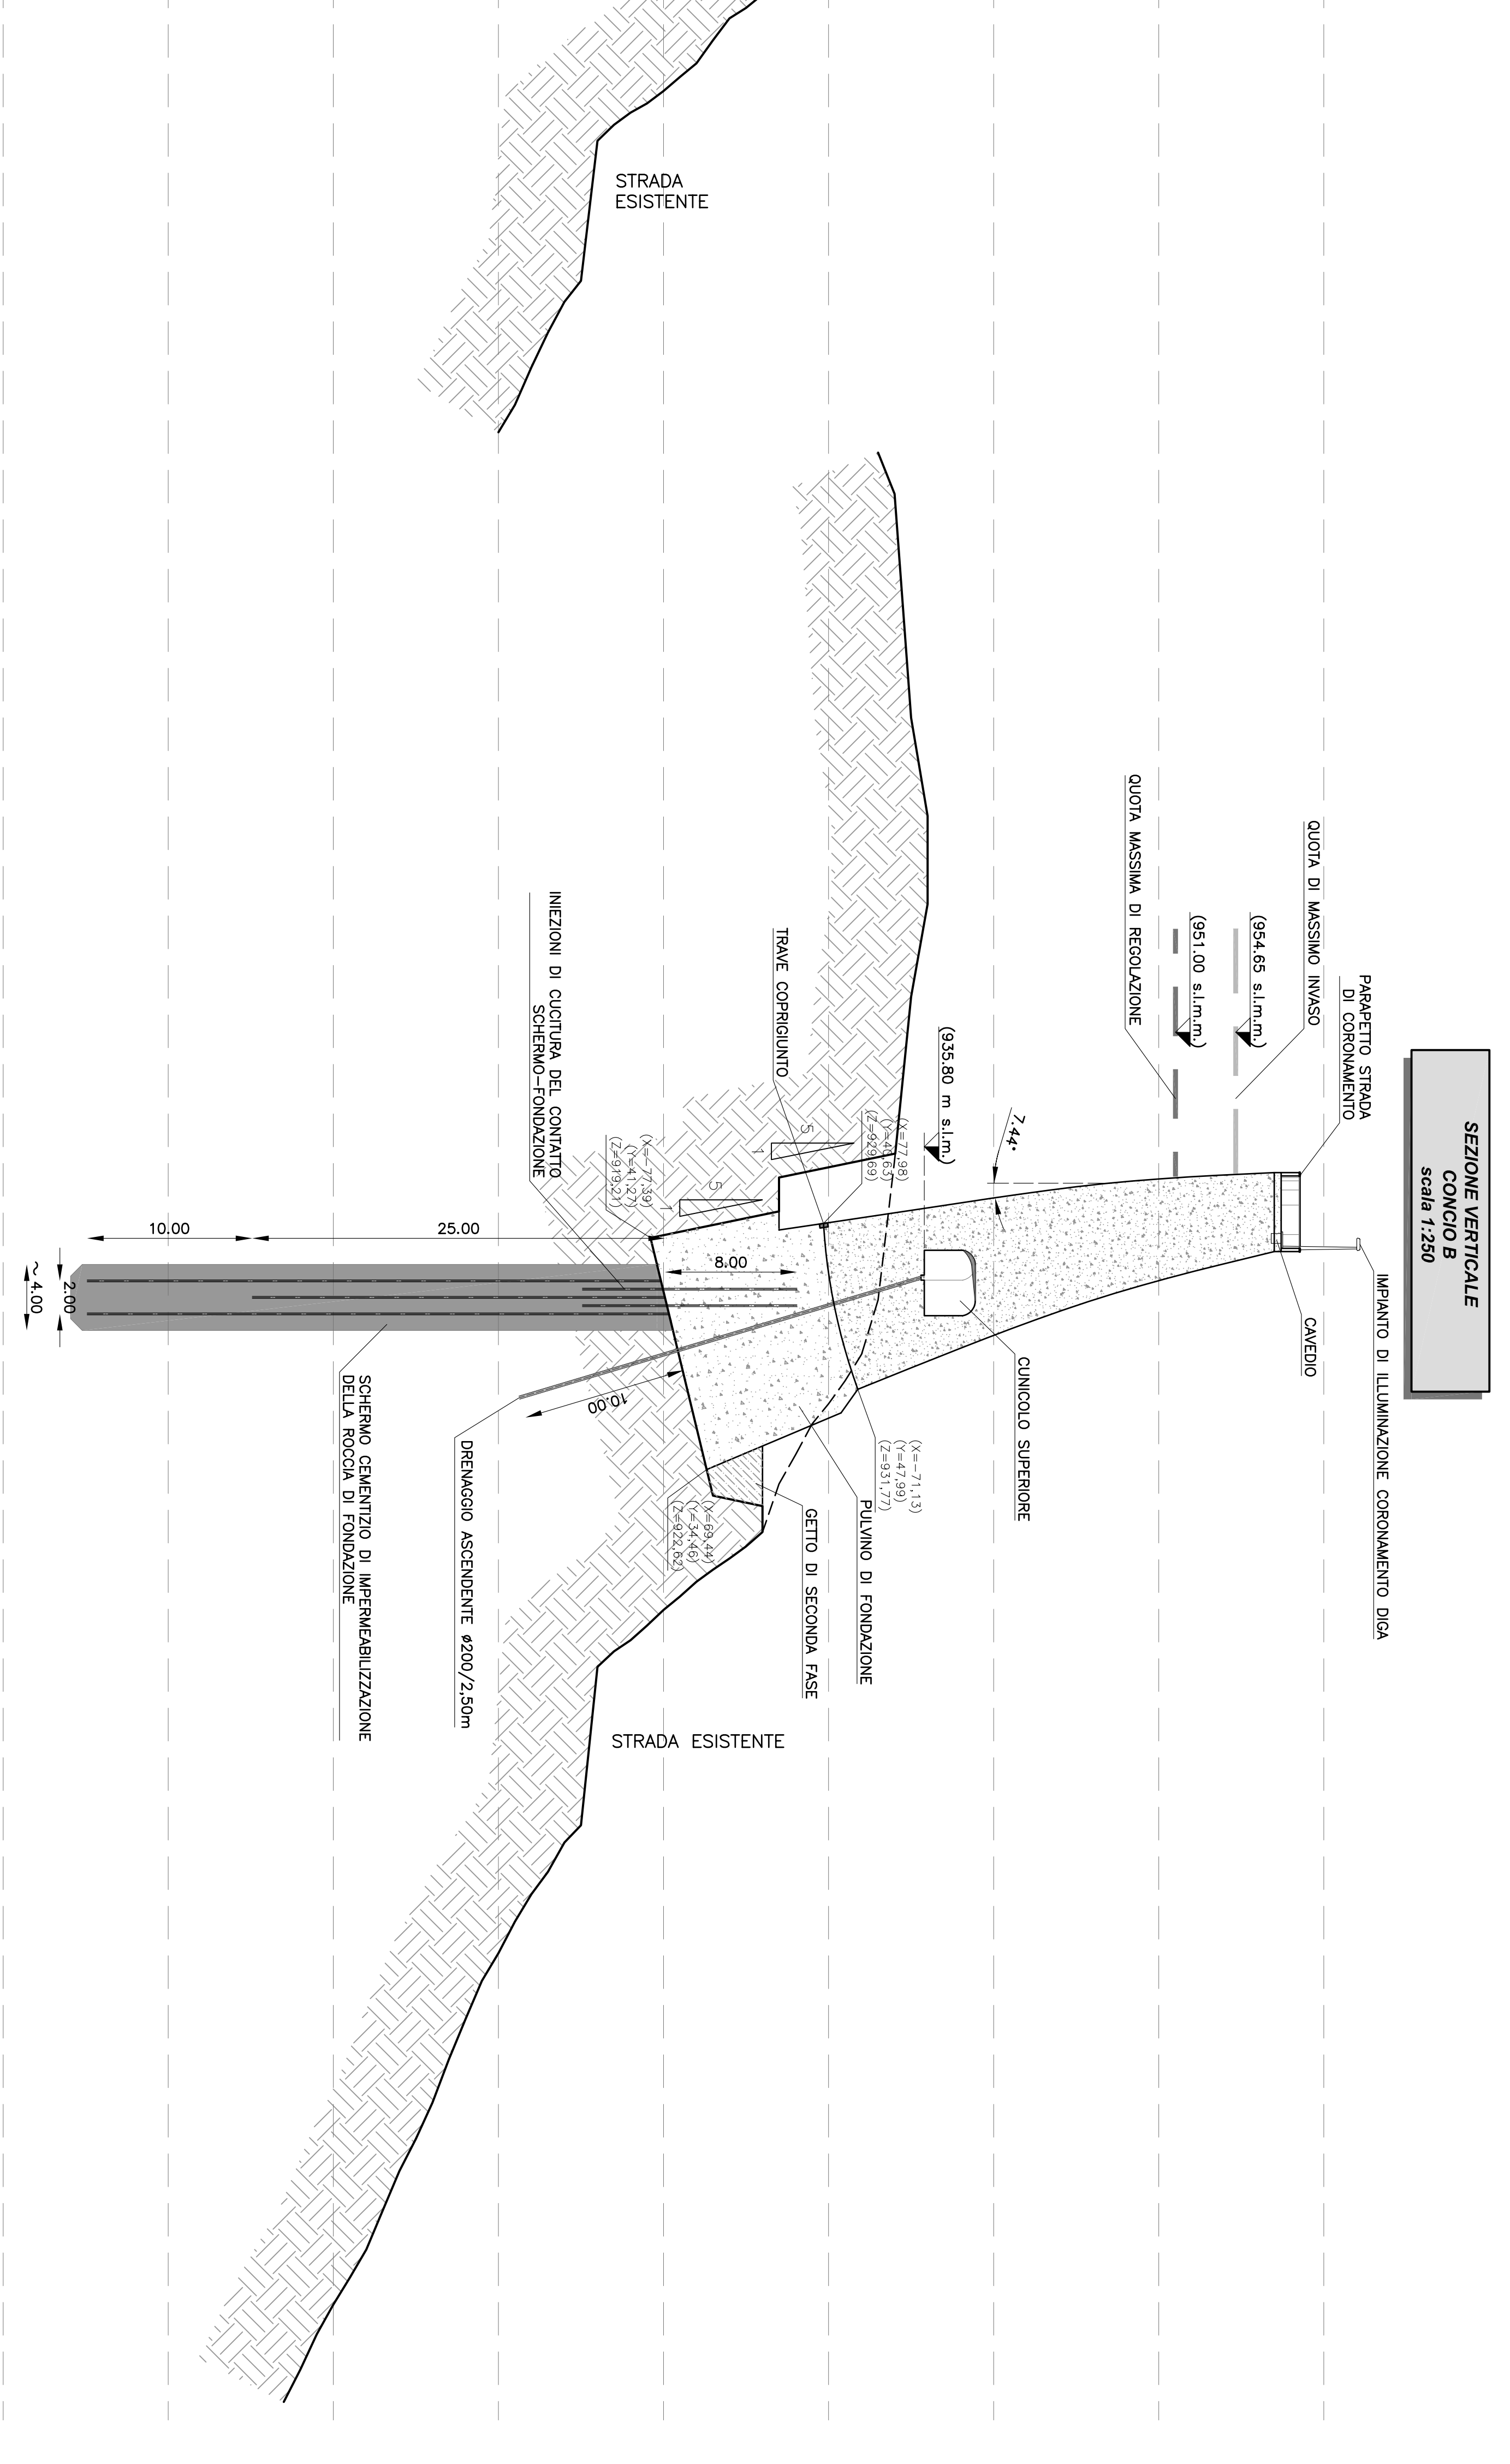 SEZIONE VERTICALE
CONCIO B
scala 1:250
IMPIANTO DI ILLUMINAZIONE CORONAMENTO DIGA
PARAPETTO STRADA
DI CORONAMENTO
QUOTA DI MASSIMO INVASO
CAVEDIO
(954.65 s.l.m.m.)
(951.00 s.l.m.m.)
QUOTA MASSIMA DI REGOLAZIONE
7.44°
CUNICOLO SUPERIORE
(935.80 m s.l.m.)
(X=-71,13)
(Y=47,99)
(Z=931,77)
(Y=40,63)
(Z=929,69)
PULVINO DI FONDAZIONE
GETTO DI SECONDA FASE
TRAVE COPRIGIUNTO
5
1
5
1
8.00
(X=69,44)
(Y=34,46)
(Z=922,62)
(X=-77,39)
(Y=41,27)
(Z=919,21)
INIEZIONI DI CUCITURA DEL CONTATTO
SCHERMO-FONDAZIONE
10.00
DRENAGGIO ASCENDENTE ø200/2,50m
SCHERMO CEMENTIZIO DI IMPERMEABILIZZAZIONE
DELLA ROCCIA DI FONDAZIONE
25.00
10.00
2.00
~ 4.00
STRADA
ESISTENTE
STRADA ESISTENTE